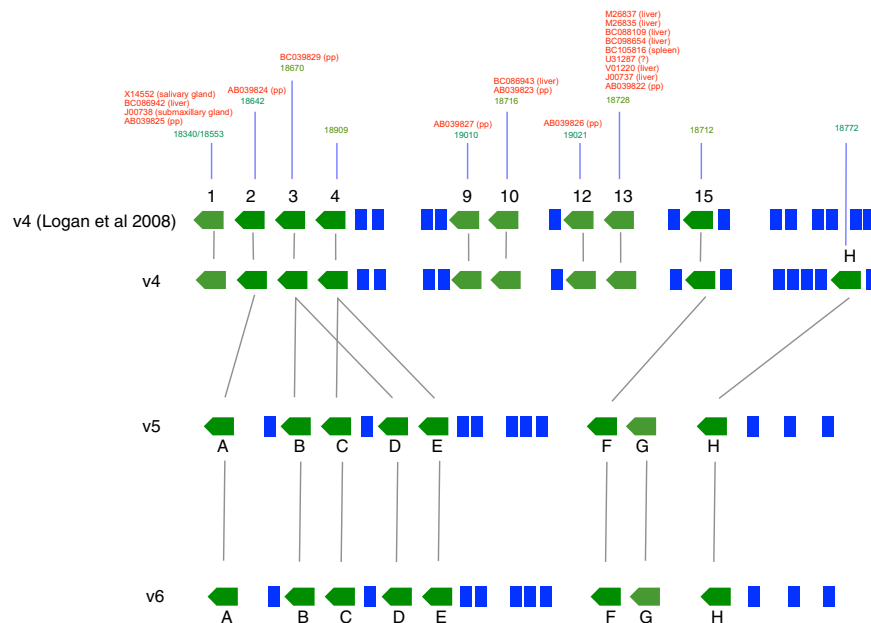 M26837 (liver)
M26835 (liver)
BC088109 (liver)
BC098654 (liver)
BC105816 (spleen)
U31287 (?)
V01220 (liver)
J00737 (liver)
AB039822 (pp)
18728
BC039829 (pp)
18670
BC086943 (liver)
AB039823 (pp)
18716
X14552 (salivary gland)
BC086942 (liver)
J00738 (submaxillary gland)
AB039825 (pp)
18340/18553
AB039824 (pp)
18642
18909
AB039827 (pp)
19010
AB039826 (pp)
19021
18712
18772
1 2 3 4 9 10 12 13 15
v4 (Logan et al 2008)
H
v4
v5
A B C D E F G H
v6
A B C D E F G H